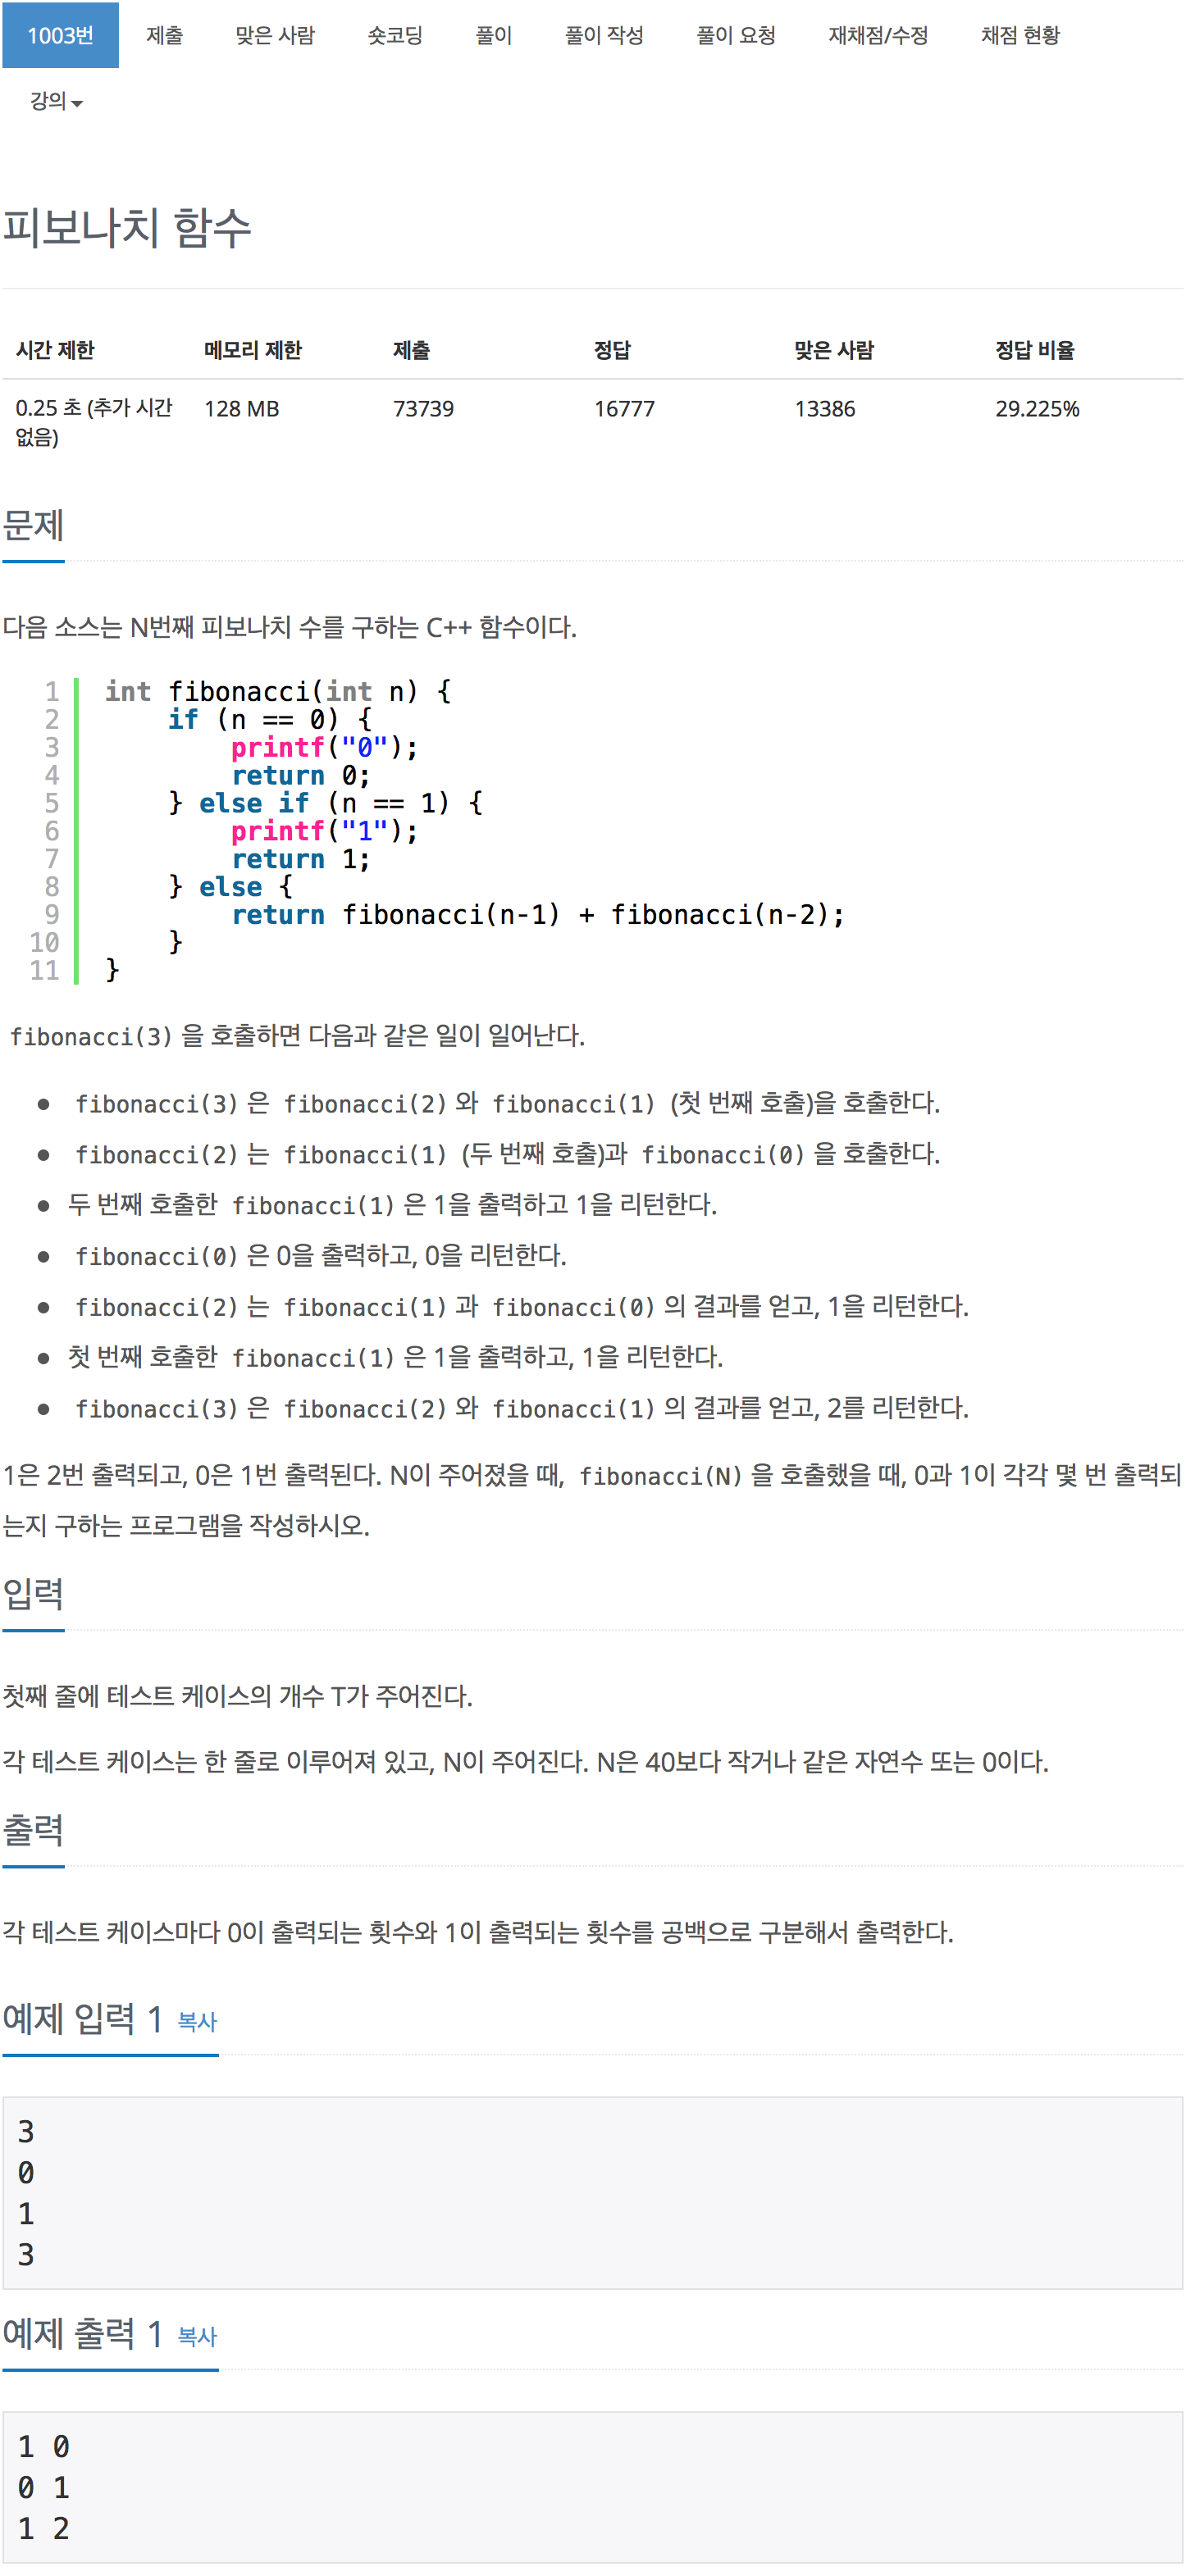 1003번 제출 맞은 사람 숏코딩 풀이 풀이 작성 풀이 요청 재채점/수정 채점 현황
강의
피보나치 함수
시간 제한 메모리 제한 제출 정답 맞은 사람 정답 비율
0.25 초 (추가 시간 128 MB 73739 16777 13386 29.225%
없음)
문제
다음 소스는 N번째 피보나치 수를 구하는 C++ 함수이다.
1 int fibonacci(int n) {
2     if (n == 0) {
3         printf("0");
4         return 0;
5     } else if (n == 1) {
6         printf("1");
7         return 1;
8     } else {
9         return fibonacci(n-1) + fibonacci(n-2);
10     }
11 }
fibonacci(3) 을 호출하면 다음과 같은 일이 일어난다.
● fibonacci(3) 은 fibonacci(2) 와 fibonacci(1) (첫 번째 호출)을 호출한다.
● fibonacci(2) 는 fibonacci(1) (두 번째 호출)과 fibonacci(0) 을 호출한다.
● 두 번째 호출한 fibonacci(1) 은 1을 출력하고 1을 리턴한다.
● fibonacci(0) 은 0을 출력하고, 0을 리턴한다.
● fibonacci(2) 는 fibonacci(1) 과 fibonacci(0) 의 결과를 얻고, 1을 리턴한다.
● 첫 번째 호출한 fibonacci(1) 은 1을 출력하고, 1을 리턴한다.
● fibonacci(3) 은 fibonacci(2) 와 fibonacci(1) 의 결과를 얻고, 2를 리턴한다.
1은 2번 출력되고, 0은 1번 출력된다. N이 주어졌을 때, fibonacci(N) 을 호출했을 때, 0과 1이 각각 몇 번 출력되
는지 구하는 프로그램을 작성하시오.
입력
첫째 줄에 테스트 케이스의 개수 T가 주어진다.
각 테스트 케이스는 한 줄로 이루어져 있고, N이 주어진다. N은 40보다 작거나 같은 자연수 또는 0이다.
출력
각 테스트 케이스마다 0이 출력되는 횟수와 1이 출력되는 횟수를 공백으로 구분해서 출력한다.
예제 입력 1 복사
3
0
1
3
예제 출력 1 복사
1 0
0 1
1 2